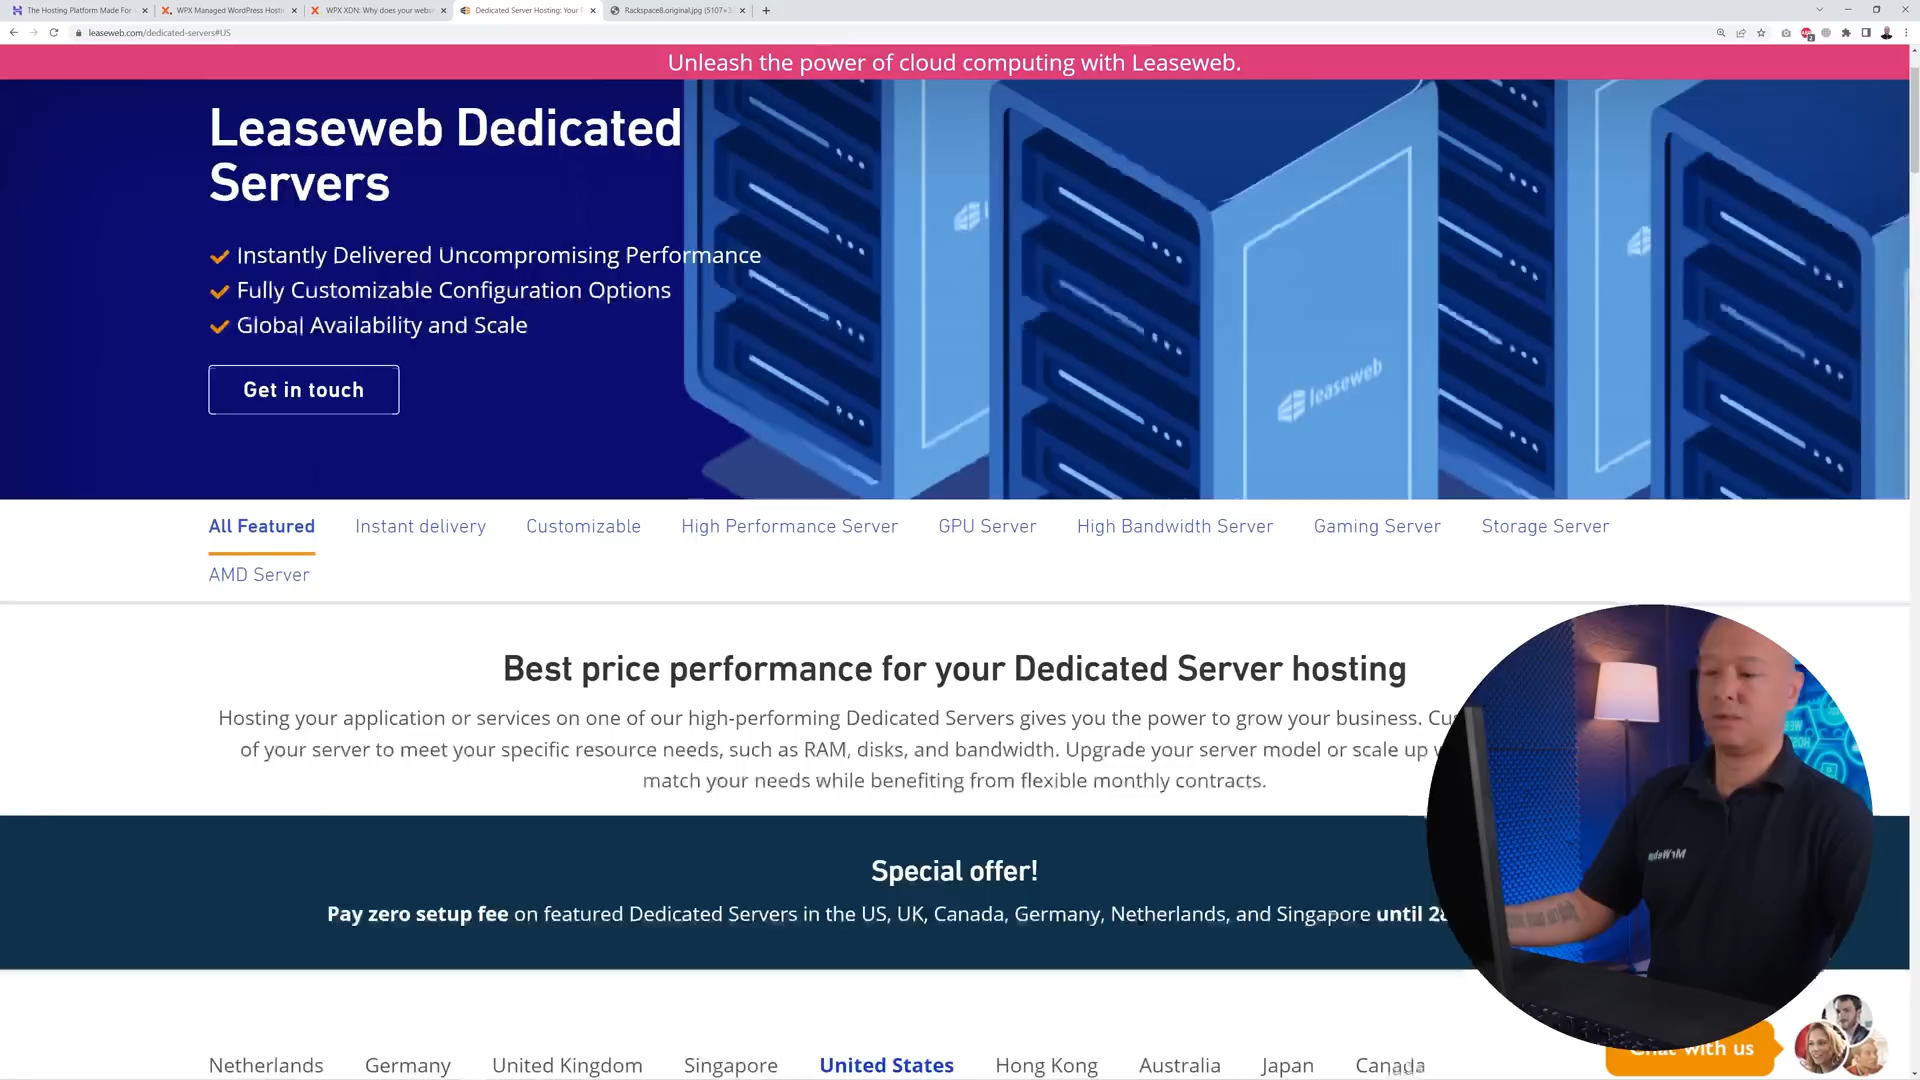 The Hosting Platform Made For
WPX Managed WordPress Hosti
WPX XDN: Why does your websi
Dedicated Server Hosting: Your
Rackspace8.original.jpg (5107×3
leaseweb.com/dedicated-servers#US
Unleash the power of cloud computing with Leaseweb.
Leaseweb Dedicated
Servers
Instantly Delivered Uncompromising Performance
Fully Customizable Configuration Options
Global Availability and Scale
Get in touch
leaseweb
All Featured Instant delivery Customizable High Performance Server GPU Server High Bandwidth Server Gaming Server Storage Server
AMD Server
Best price performance for your Dedicated Server hosting
Hosting your application or services on one of our high-performing Dedicated Servers gives you the power to grow your business. Cu
of your server to meet your specific resource needs, such as RAM, disks, and bandwidth. Upgrade your server model or scale up
match your needs while benefiting from flexible monthly contracts.
Special offer!
Pay zero setup fee on featured Dedicated Servers in the US, UK, Canada, Germany, Netherlands, and Singapore until 28
Netherlands Germany United Kingdom Singapore United States Hong Kong Australia Japan Canada
Chat with us